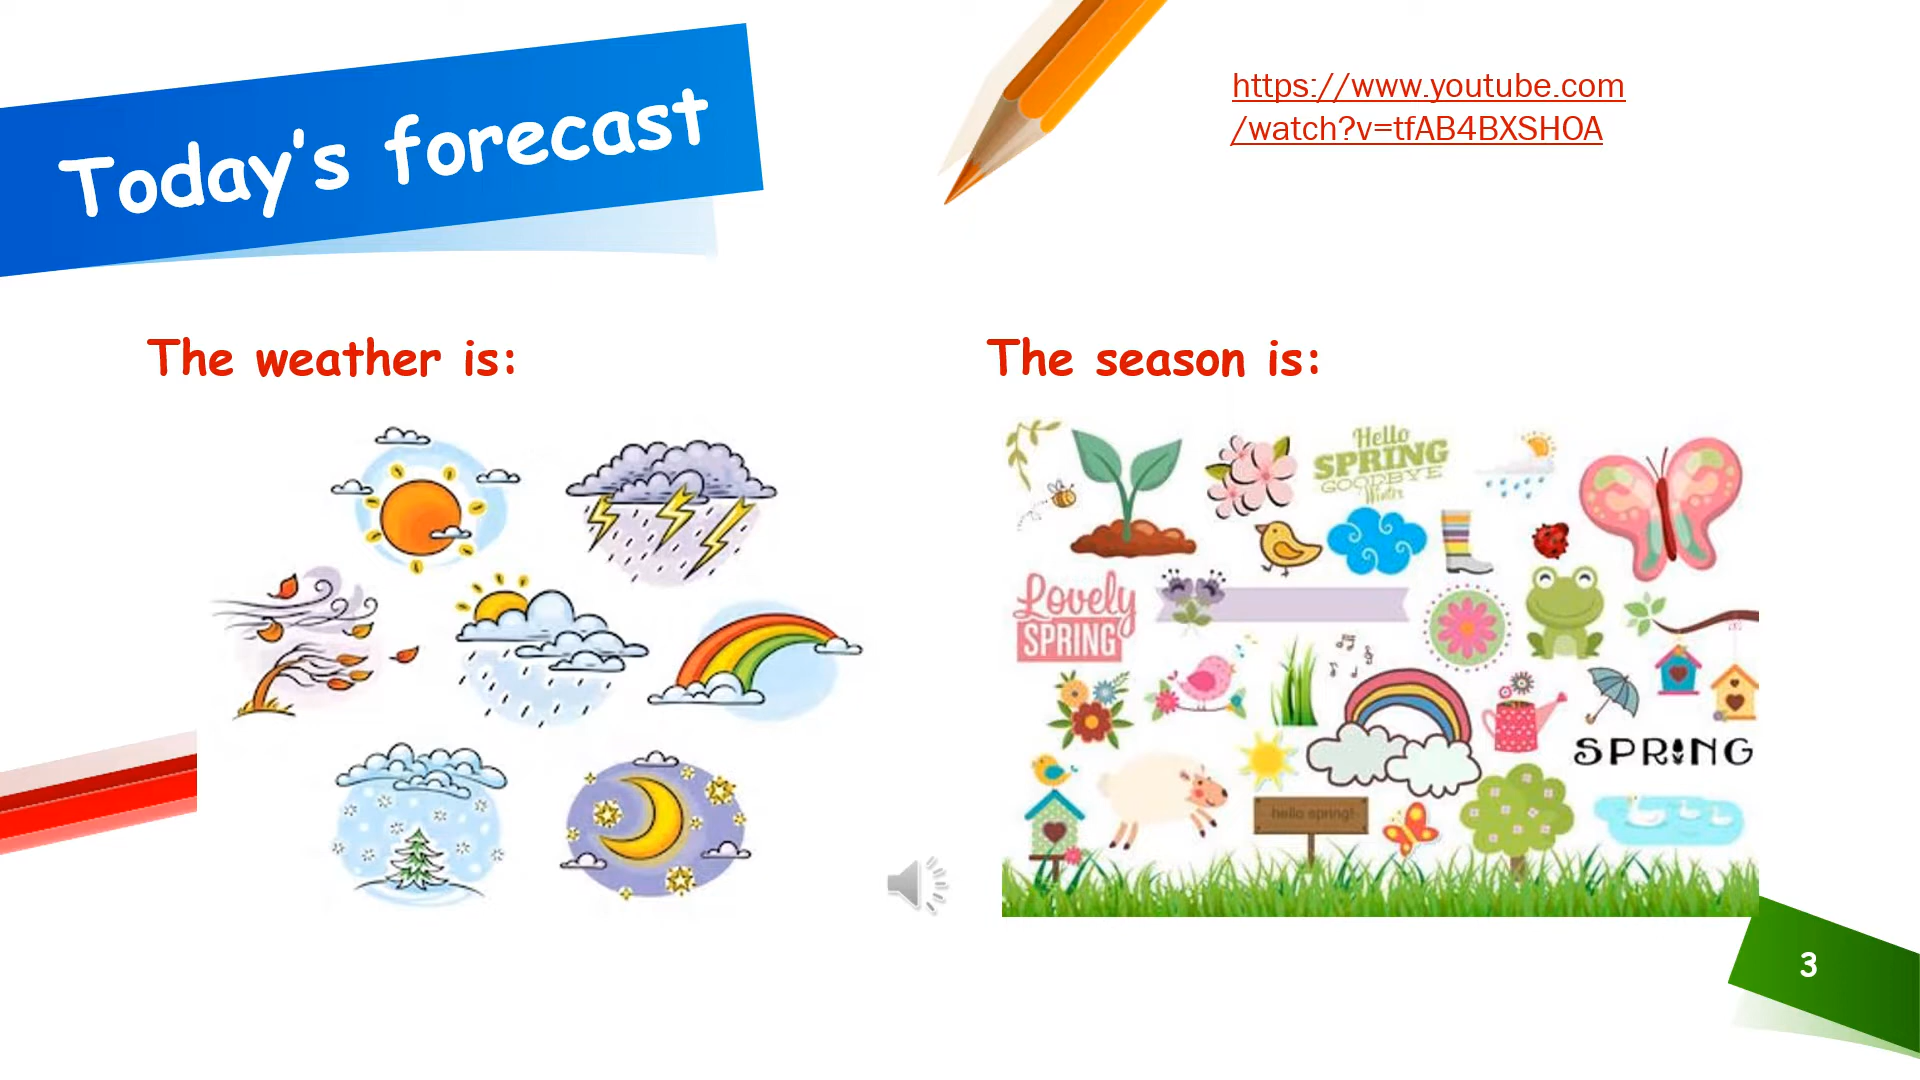 Today's forecast
https://www.youtube.com
/watch?v=tfAB4BXSHOA
The weather is:
The season is:
Hello
SPRING
GOODBYE
Winter
Lovely
SPRING
SPRING
hello spring!
3